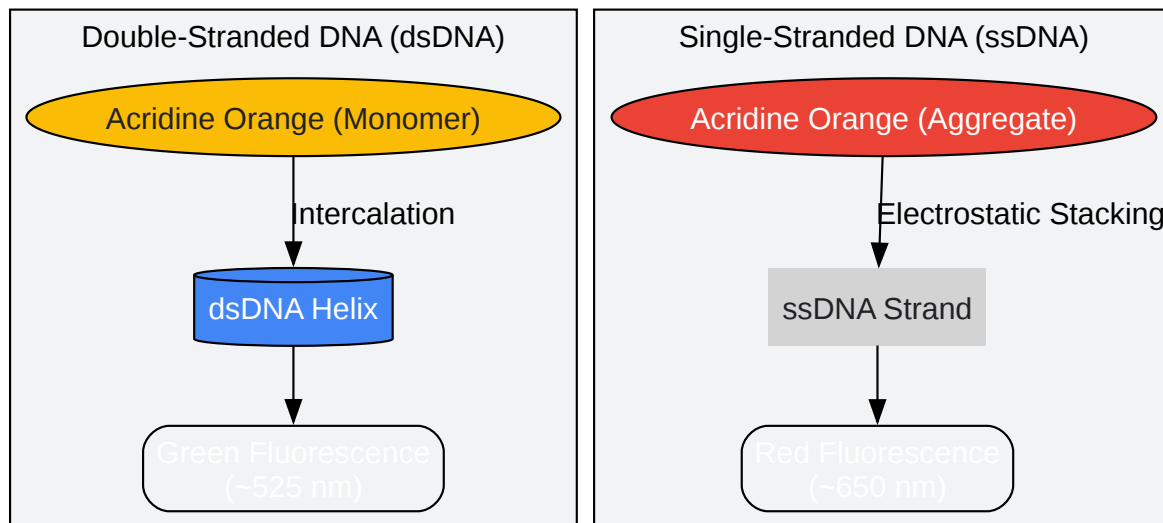 Double-Stranded DNA (dsDNA)
Acridine Orange (Monomer)
Intercalation
dsDNA Helix
Green Fluorescence
(~525 nm)
Single-Stranded DNA (ssDNA)
Acridine Orange (Aggregate)
Electrostatic Stacking
ssDNA Strand
Red Fluorescence
(~650 nm)